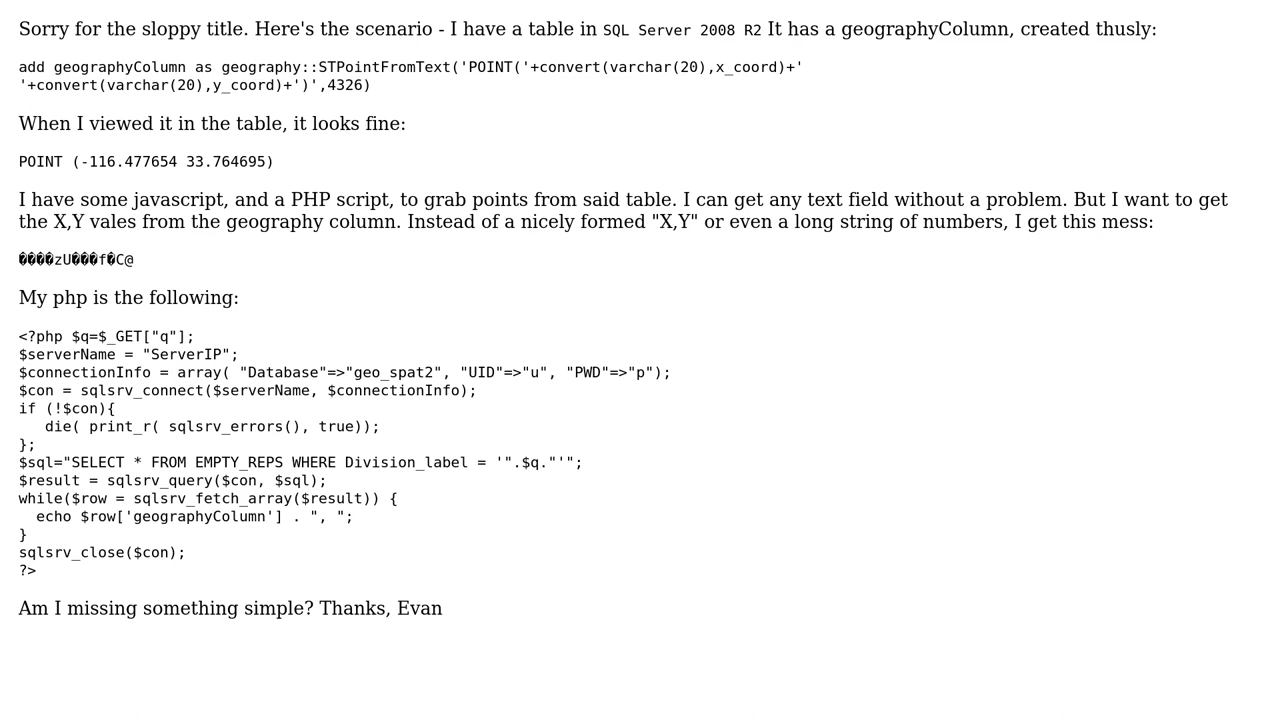 Sorry for the sloppy title. Here's the scenario - I have a table in SQL Server 2008 R2 It has a geographyColumn, created thusly:
add geographyColumn as geography::STPointFromText('POINT('+convert(varchar(20),x_coord)+'
'+convert(varchar(20),y_coord)+')',4326)
When I viewed it in the table, it looks fine:
POINT (-116.477654 33.764695)
I have some javascript, and a PHP script, to grab points from said table. I can get any text field without a problem. But I want to get
the X,Y vales from the geography column. Instead of a nicely formed "X,Y" or even a long string of numbers, I get this mess:
����zU���f�C@
My php is the following:
<?php $q=$_GET["q"];
$serverName = "ServerIP";
$connectionInfo = array( "Database"=>"geo_spat2", "UID"=>"u", "PWD"=>"p");
$con = sqlsrv_connect($serverName, $connectionInfo);
if (!$con){
   die( print_r( sqlsrv_errors(), true));
};
$sql="SELECT * FROM EMPTY_REPS WHERE Division_label = '".$q."'";
$result = sqlsrv_query($con, $sql);
while($row = sqlsrv_fetch_array($result)) {
  echo $row['geographyColumn'] . ", ";
}
sqlsrv_close($con);
?>
Am I missing something simple? Thanks, Evan